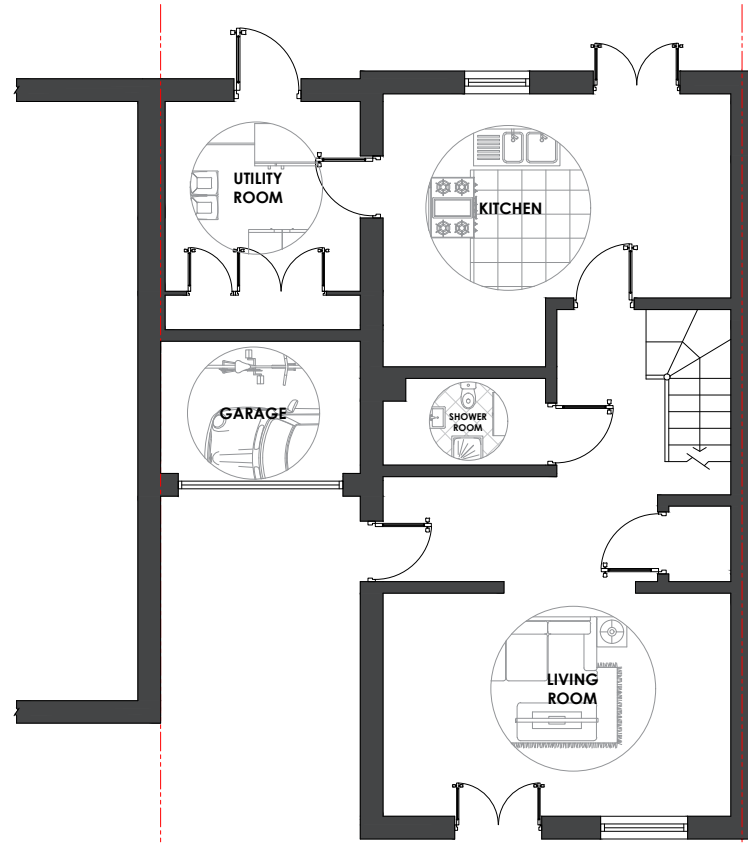 UTILITY
ROOM
KITCHEN
GARAGE
SHOWER
ROOM
LIVING
ROOM